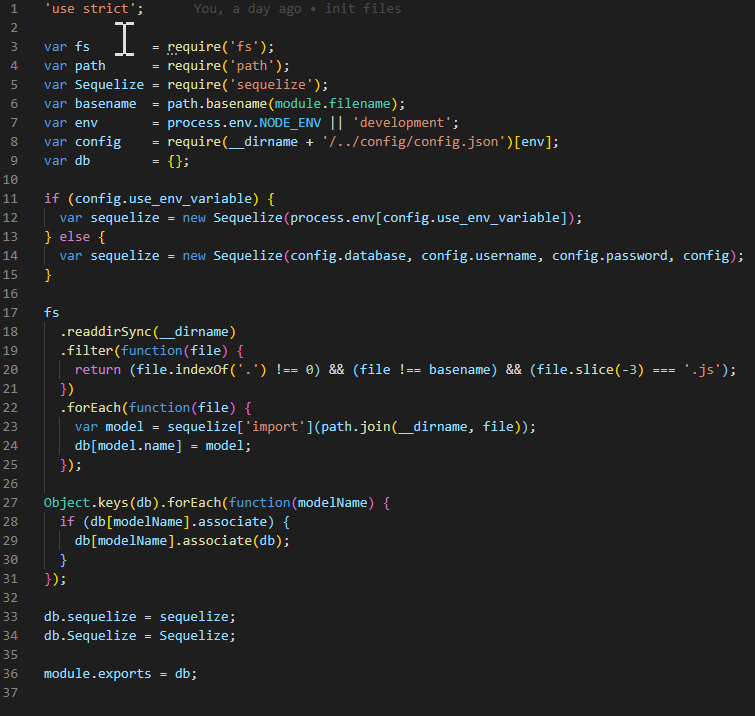 1 'use strict'; You, a day ago • init files
2
3 var fs = require('fs');
4 var path = require('path');
5 var Sequelize = require('sequelize');
6 var basename = path.basename(module.filename);
7 var env = process.env.NODE_ENV || 'development';
8 var config = require(__dirname + '/../config/config.json')[env];
9 var db = {};
10
11 if (config.use_env_variable) {
12 var sequelize = new Sequelize(process.env[config.use_env_variable]);
13 } else {
14 var sequelize = new Sequelize(config.database, config.username, config.password, config);
15 }
16
17 fs
18 .readdirSync(__dirname)
19 .filter(function(file) {
20 return (file.indexOf('.') !== 0) && (file !== basename) && (file.slice(-3) === '.js');
21 })
22 .forEach(function(file) {
23 var model = sequelize['import'](path.join(__dirname, file));
24 db[model.name] = model;
25 });
26
27 Object.keys(db).forEach(function(modelName) {
28 if (db[modelName].associate) {
29 db[modelName].associate(db);
30 }
31 });
32
33 db.sequelize = sequelize;
34 db.Sequelize = Sequelize;
35
36 module.exports = db;
37